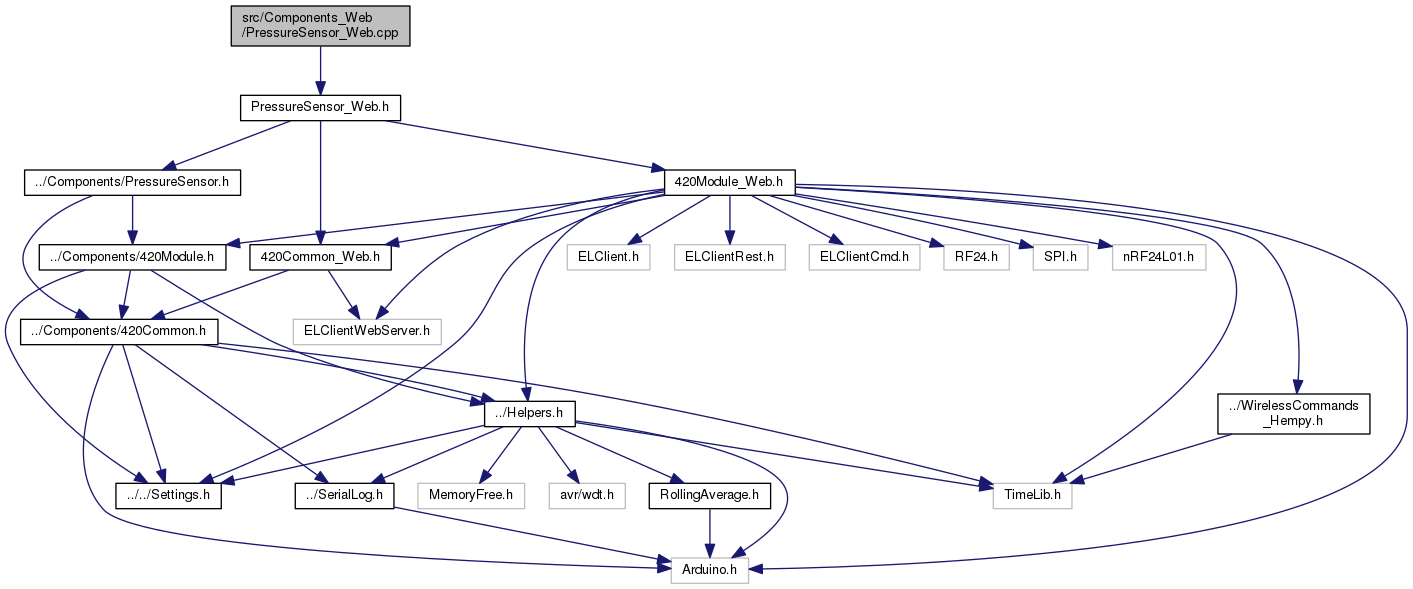 src/Components_Web
/PressureSensor_Web.cpp
PressureSensor_Web.h
../Components/PressureSensor.h
420Module_Web.h
../Components/420Module.h
420Common_Web.h
ELClient.h
ELClientRest.h
ELClientCmd.h
RF24.h
SPI.h
nRF24L01.h
../Components/420Common.h
ELClientWebServer.h
../Helpers.h
../WirelessCommands
_Hempy.h
../../Settings.h
../SerialLog.h
MemoryFree.h
avr/wdt.h
RollingAverage.h
TimeLib.h
Arduino.h